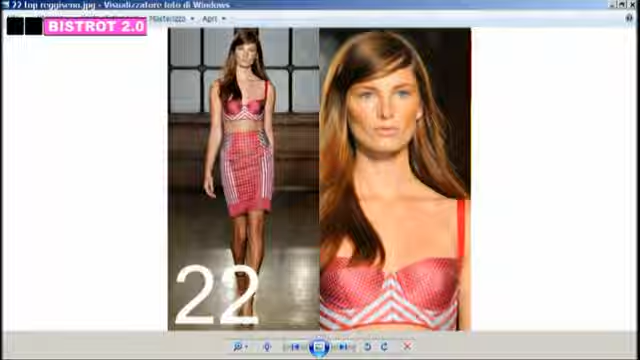 22 top reggiseno.jpg - Visualizzatore foto di Windows
BISTROT 2.0
Masterizza
Apri
22